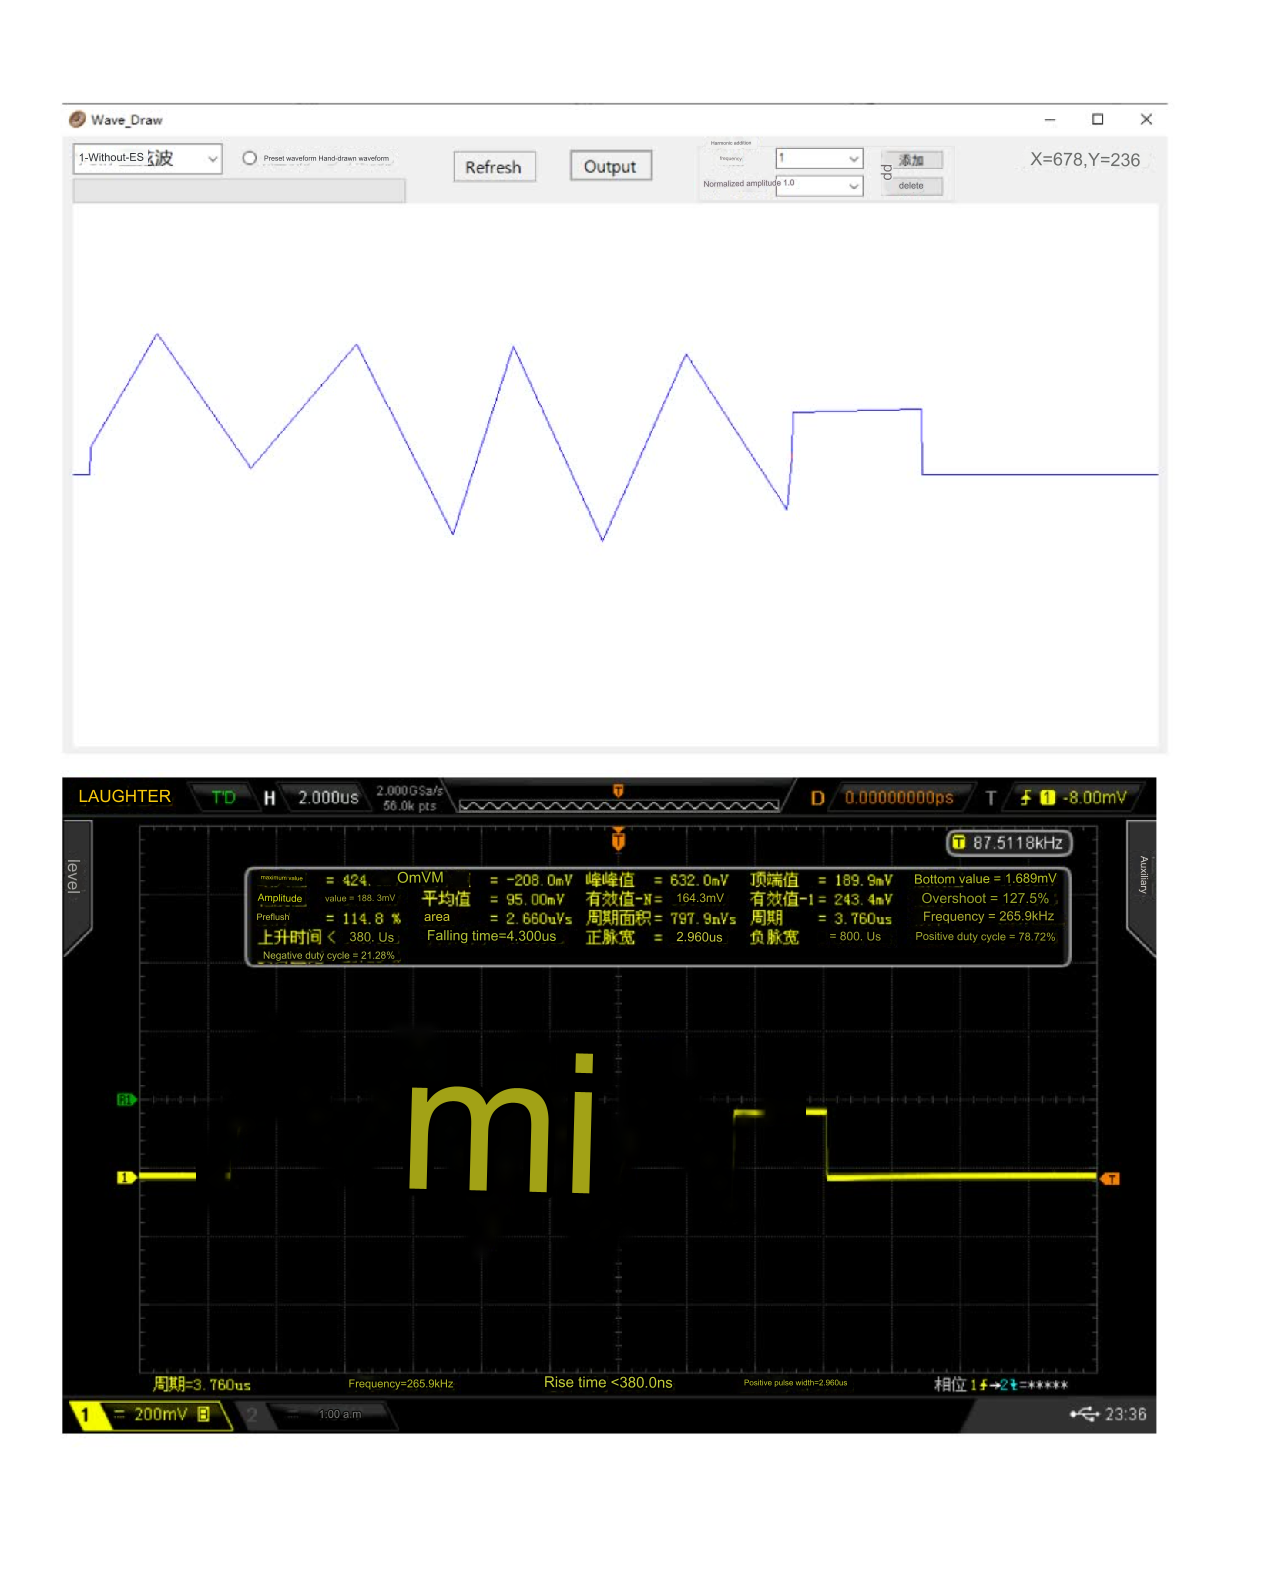 Wave_Draw
1-Without-ES 弦波
Preset waveform Hand-drawn waveform
Refresh
Output
Harmonic addition
frequency
1
添加
pp
Normalized amplitude 1.0
delete
X=678,Y=236
LAUGHTER
T'D
H 2.000us
2.000GSa/s
56.0k pts
T
D 0.00000000ps
T 1 -8.00mV
level
T
T 87.5118kHz
Auxiliary
maximum value = 424. OmVM = -208.0mV 峰峰值 = 632.0mV 顶端值 = 189.9mV Bottom value = 1.689mV
Amplitude value = 188. 3mV 平均值 = 95.00mV 有效值-N= 164.3mV 有效值-1= 243.4mV Overshoot = 127.5%
Preflush = 114.8 % area = 2.660uVs 周期面积= 797.9nVs 周期 = 3.760us Frequency = 265.9kHz
上升时间 < 380. Us Falling time=4.300us 正脉宽 = 2.960us 负脉宽 = 800. Us Positive duty cycle = 78.72%
Negative duty cycle = 21.28%
mi
R1
1
T
周期=3.760us Frequency=265.9kHz Rise time <380.0ns Positive pulse width=2.960us 相位1→2=*****
1 = 200mV B 2 = 1:00 a.m 23:36